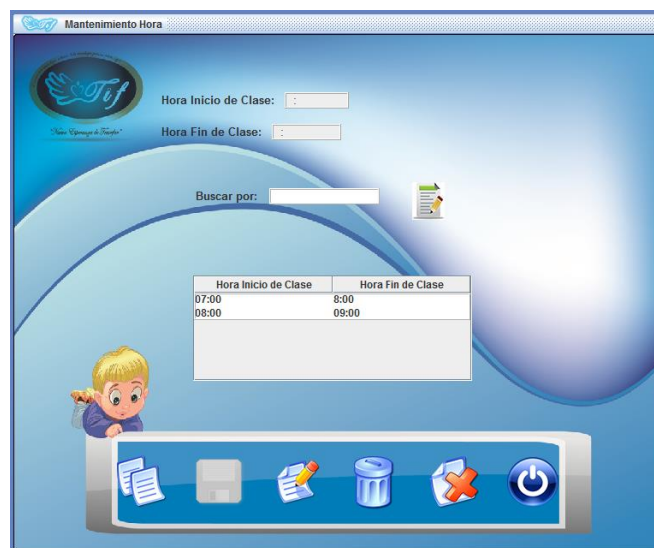 Mantenimiento Hora
Tif
Hora Inicio de Clase: :
Hora Fin de Clase: :
Buscar por:
Hora Inicio de Clase Hora Fin de Clase
07:00 8:00
08:00 09:00